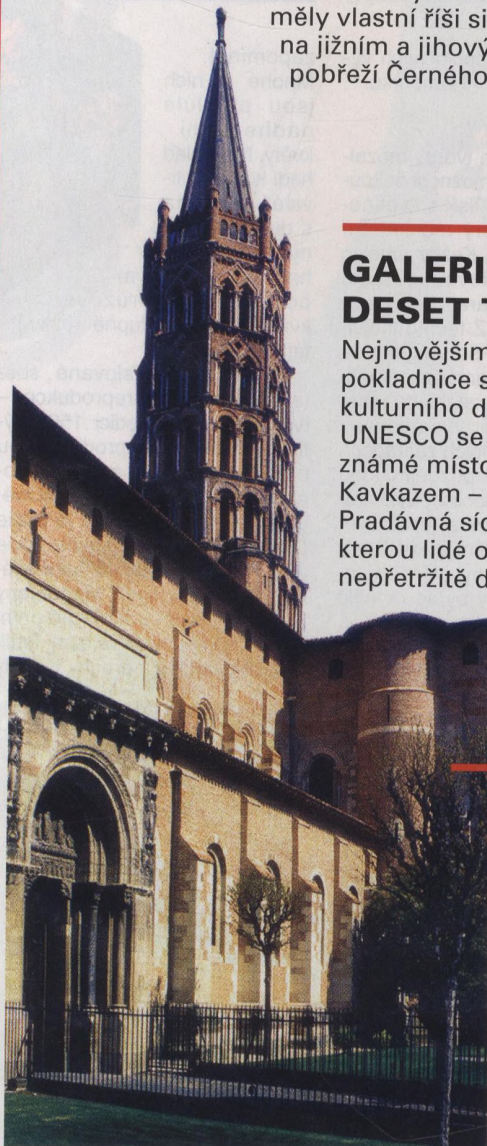 měly vlastní říši si
na jižním a jihový
pobřeží Černého
GALERI
DESET
Nejnovějším
pokladnice s
kulturního d
UNESCO se
známé místo
Kavkazem –
Pradávná síd
kterou lidé o
nepřetržitě d